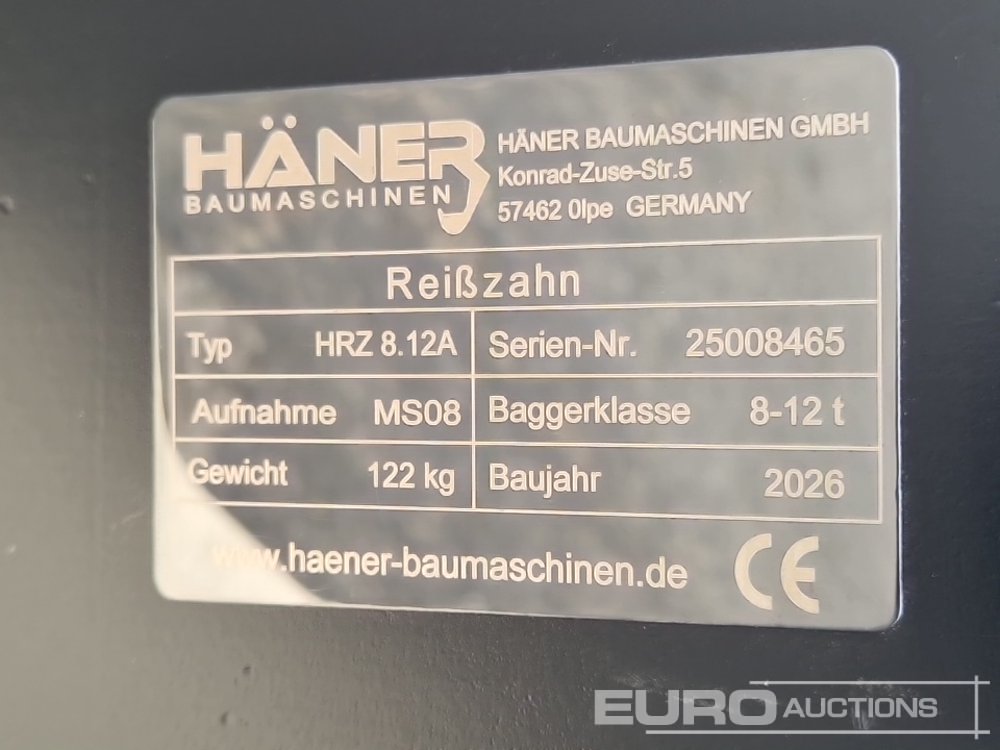 HÄNER
BAUMASCHINEN
HÄNER BAUMASCHINEN GMBH
Konrad-Zuse-Str.5
57462 Olpe GERMANY
Reißzahn
Typ HRZ 8.12A Serien-Nr. 25008465
Aufnahme MS08 Baggerklasse 8-12 t
Gewicht 122 kg Baujahr 2026
www.haener-baumaschinen.de CE
EURO AUCTIONS